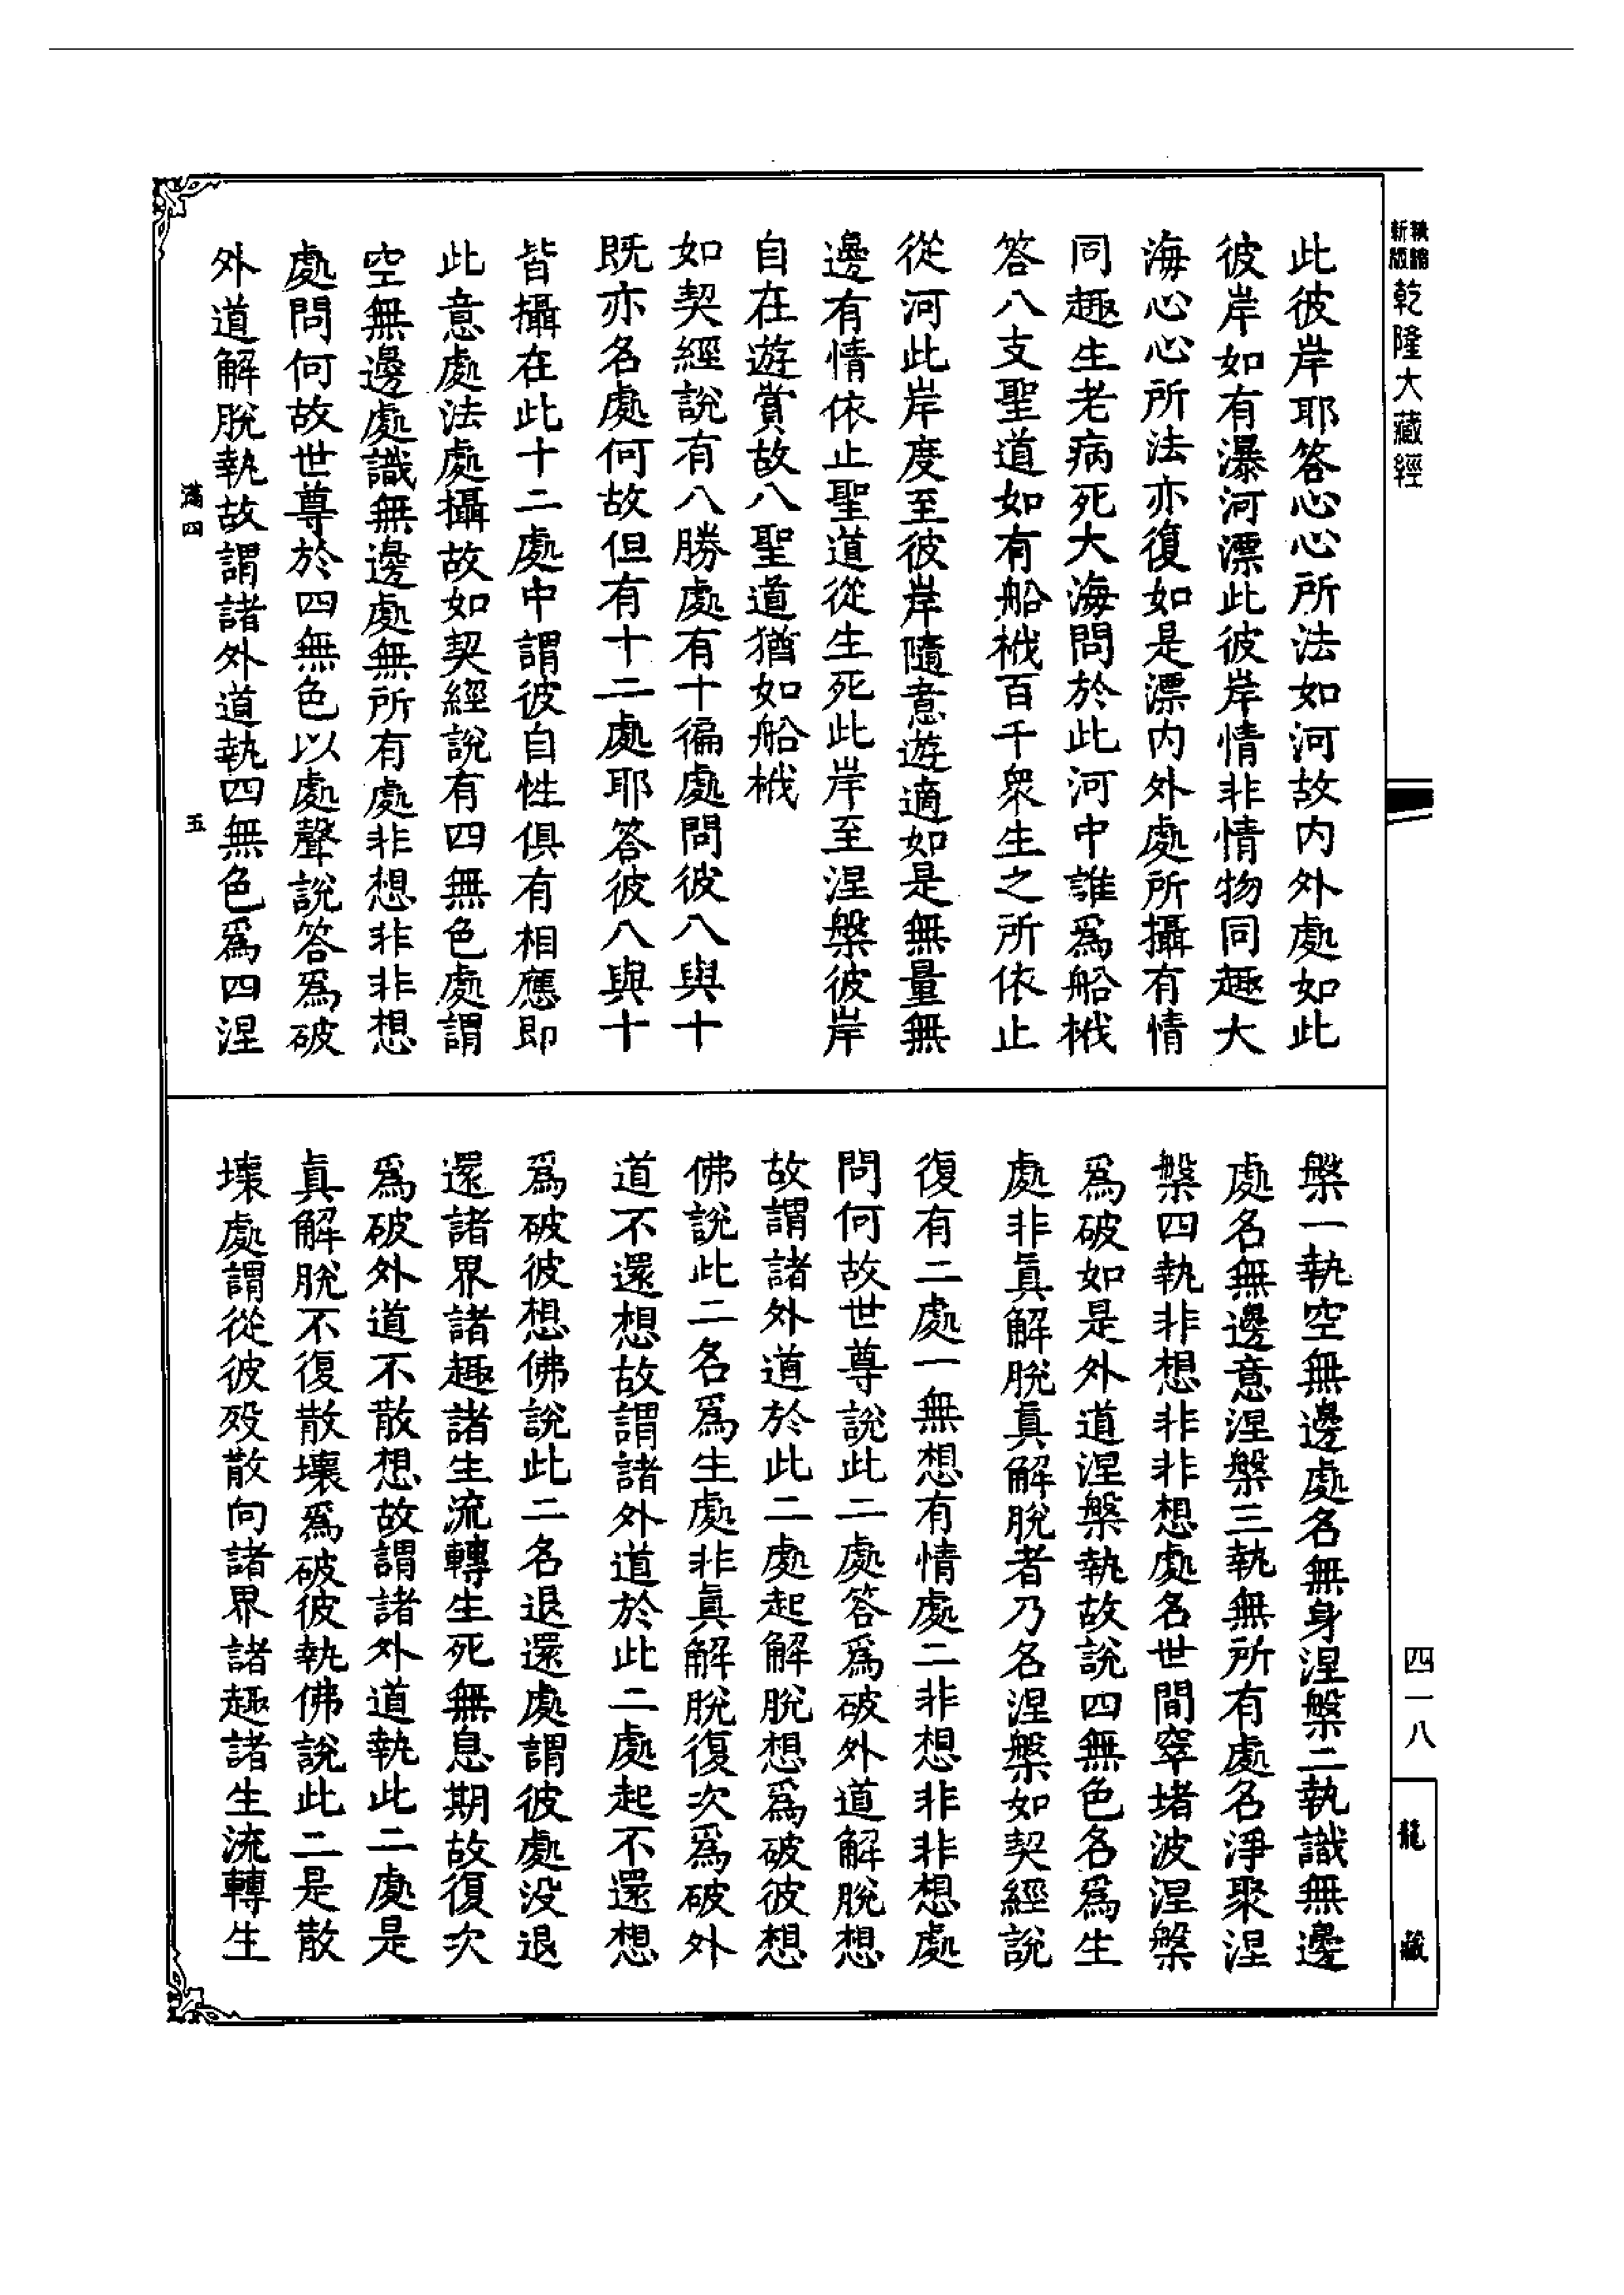 新版
乾隆大藏經
此彼岸耶答心心所法如河故内外處如此
彼岸如有瀑河漂此彼岸情非情物同趣大
海心心所法亦復如是漂内外處所攝有情
同趣生老病死大海問於此河中誰爲船栰
答八支聖道如有船栰百千衆生之所依止
從河此岸度至彼岸隨意遊適如是無量無
邊有情依止聖道從生死此岸至涅槃彼岸
自在遊賞故八聖道猶如船栰
如契經說有八勝處有十徧處問彼八與十
既亦名處何故但有十二處耶答彼八與十
皆攝在此十二處中謂彼自性俱有相應即
此意處法處攝故如契經說有四無色處謂
空無邊處識無邊處無所有處非想非非想
處問何故世尊於四無色以處聲說答爲破
外道解脫執故謂諸外道執四無色爲四涅
滿四
五
槃一執空無邊處名無身涅槃二執識無邊
處名無邊意涅槃三執無所有處名淨聚涅
槃四執非想非非想處名世間窣堵波涅槃
爲破如是外道涅槃執故說四無色名爲生
處非眞解脫眞解脫者乃名涅槃如契經說
復有二處一無想有情處二非想非非想處
問何故世尊說此二處答爲破外道解脫想
故謂諸外道於此二處起解脫想爲破彼想
佛說此二名爲生處非眞解脫復次爲破外
道不還想故謂諸外道於此二處起不還想
爲破彼想佛說此二名退還處謂彼處没退
還諸界諸趣諸生流轉生死無息期故復次
爲破外道不散想故謂諸外道執此二處是
眞解脫不復散壞爲破彼執佛說此二是散
壞處謂從彼殁散向諸界諸趣諸生流轉生
四一八
龍藏